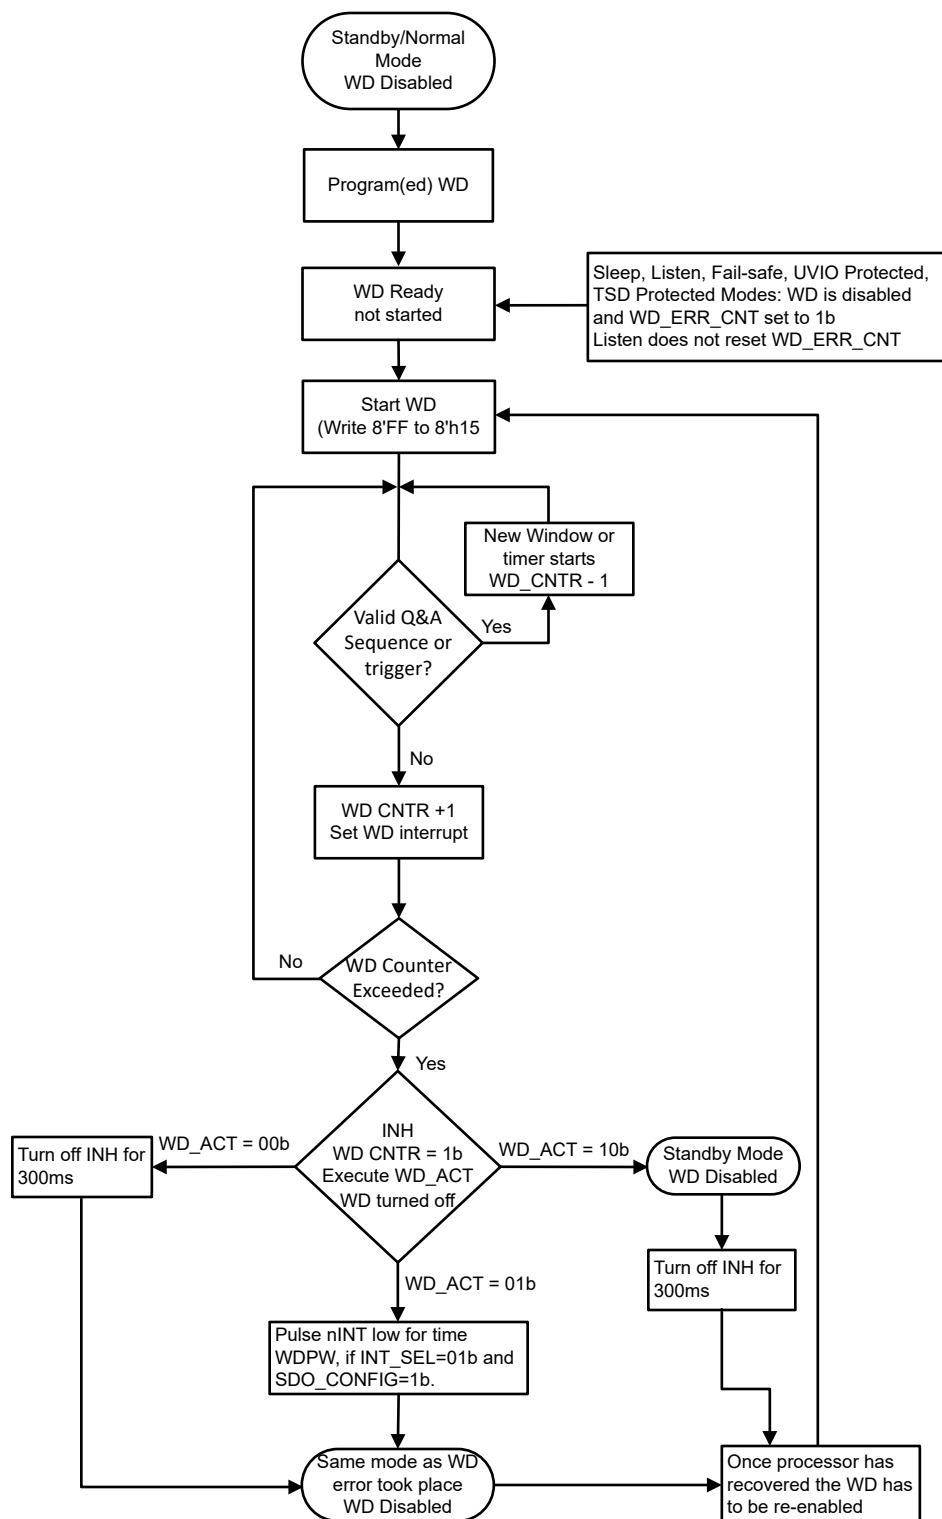 Standby/Normal
Mode
WD Disabled
Program(ed) WD
WD Ready
not started
Sleep, Listen, Fail-safe, UVIO Protected,
TSD Protected Modes: WD is disabled
and WD_ERR_CNT set to 1b
Listen does not reset WD_ERR_CNT
Start WD
(Write 8'FF to 8'h15
New Window or
timer starts
WD_CNTR - 1
Valid Q&A
Sequence or
trigger?
Yes
No
WD CNTR +1
Set WD interrupt
No
WD Counter
Exceeded?
Yes
INH
WD CNTR = 1b
Execute WD_ACT
WD turned off
WD_ACT = 00b
Turn off INH for
300ms
WD_ACT = 10b
Standby Mode
WD Disabled
Turn off INH for
300ms
WD_ACT = 01b
Pulse nINT low for time
WDPW, if INT_SEL=01b and
SDO_CONFIG=1b.
Same mode as WD
error took place
WD Disabled
Once processor has
recovered the WD has
to be re-enabled